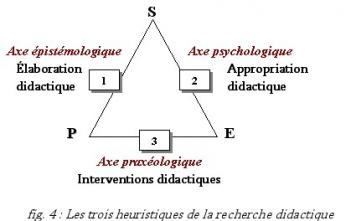 S
Axe épistémologique Axe psychologique
Élaboration didactique Appropriation didactique
1 2
P E
3
Axe praxéologique
Interventions didactiques
fig. 4 : Les trois heuristiques de la recherche didactique